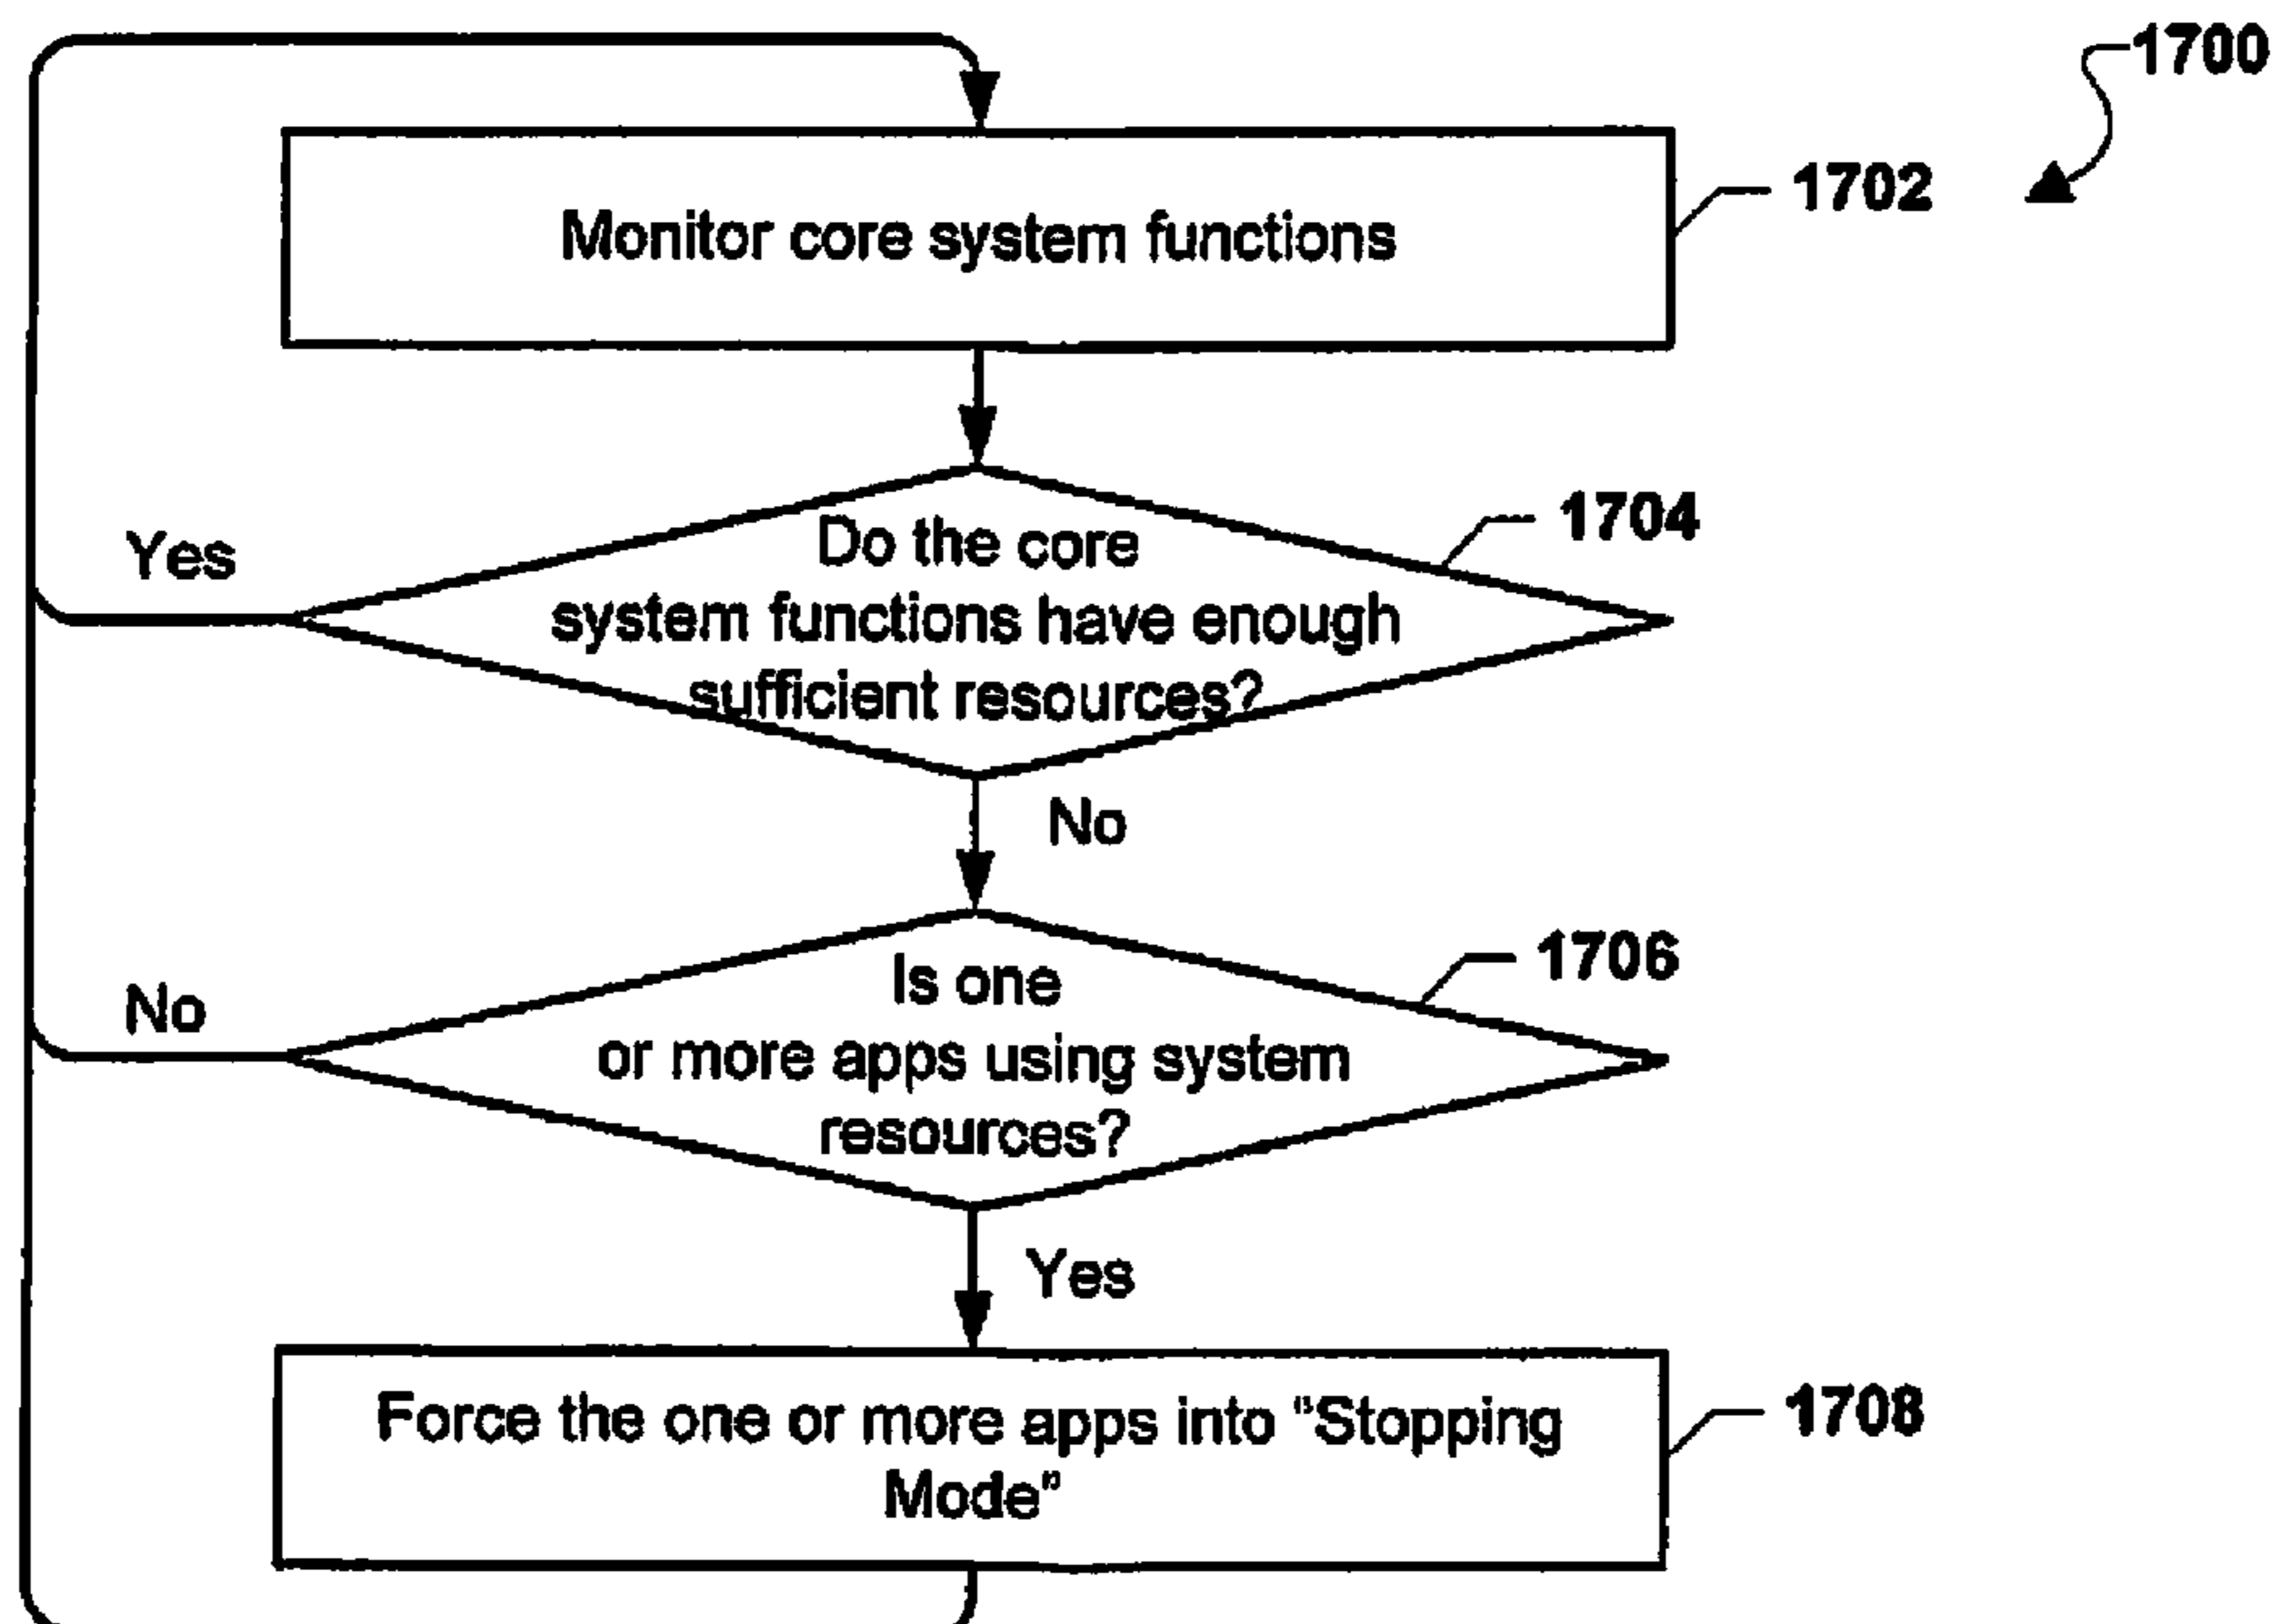 1700
Monitor core system functions
1702
Do the core
system functions have enough
sufficient resources?
1704
Yes
No
Is one
or more apps using system
resources?
1706
No
Yes
Force the one or more apps into "Stopping
Mode"
1708